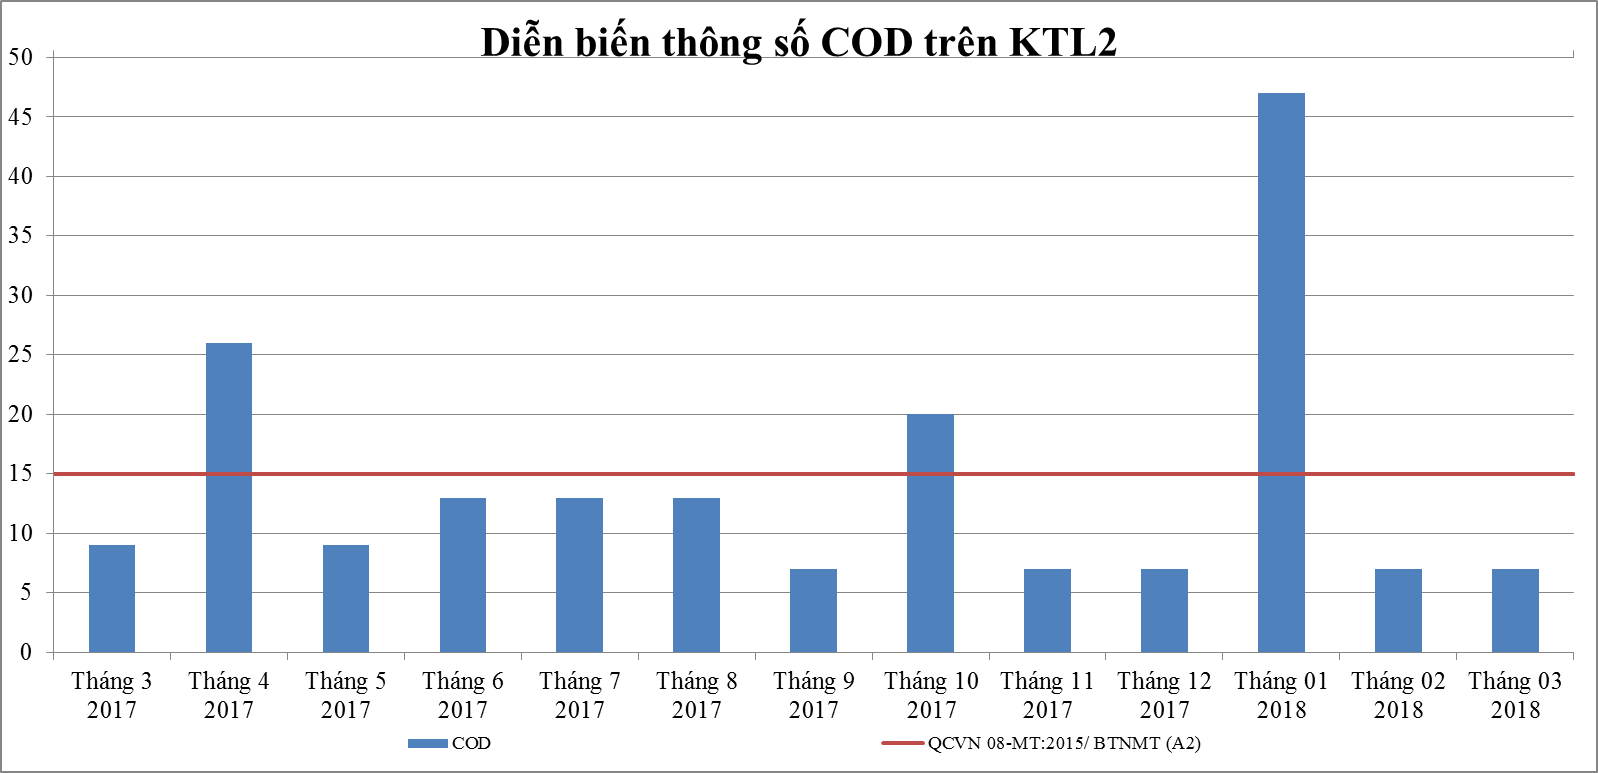 Diễn biến thông số COD trên KTL2
50
45
40
35
30
25
20
15
10
5
0
Tháng 3
2017
Tháng 4
2017
Tháng 5
2017
Tháng 6
2017
Tháng 7
2017
Tháng 8
2017
Tháng 9
2017
Tháng 10
2017
Tháng 11
2017
Tháng 12
2017
Tháng 01
2018
Tháng 02
2018
Tháng 03
2018
COD
QCVN 08-MT:2015/ BTNMT (A2)